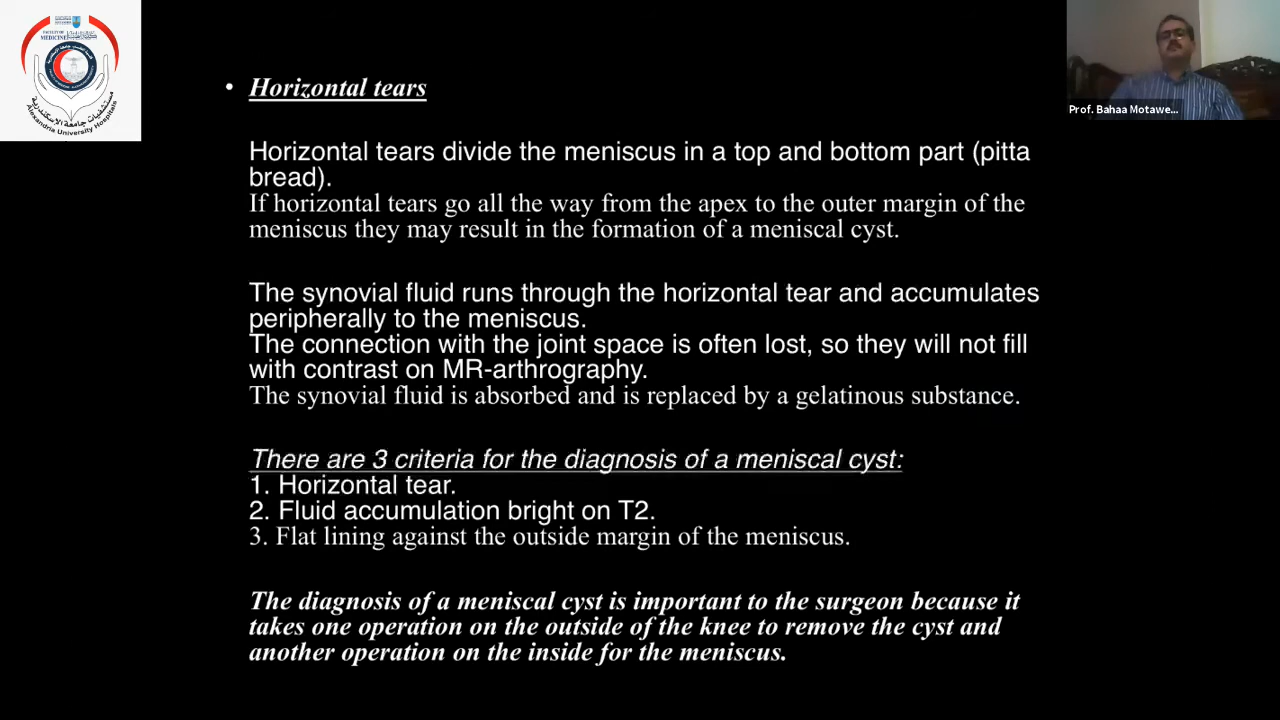 FACULTY OF
MEDICINE
Alexandria University Hospitals
Prof. Bahaa Motawe...
• Horizontal tears
Horizontal tears divide the meniscus in a top and bottom part (pitta
bread).
If horizontal tears go all the way from the apex to the outer margin of the
meniscus they may result in the formation of a meniscal cyst.
The synovial fluid runs through the horizontal tear and accumulates
peripherally to the meniscus.
The connection with the joint space is often lost, so they will not fill
with contrast on MR-arthrography.
The synovial fluid is absorbed and is replaced by a gelatinous substance.
There are 3 criteria for the diagnosis of a meniscal cyst:
1. Horizontal tear.
2. Fluid accumulation bright on T2.
3. Flat lining against the outside margin of the meniscus.
The diagnosis of a meniscal cyst is important to the surgeon because it
takes one operation on the outside of the knee to remove the cyst and
another operation on the inside for the meniscus.